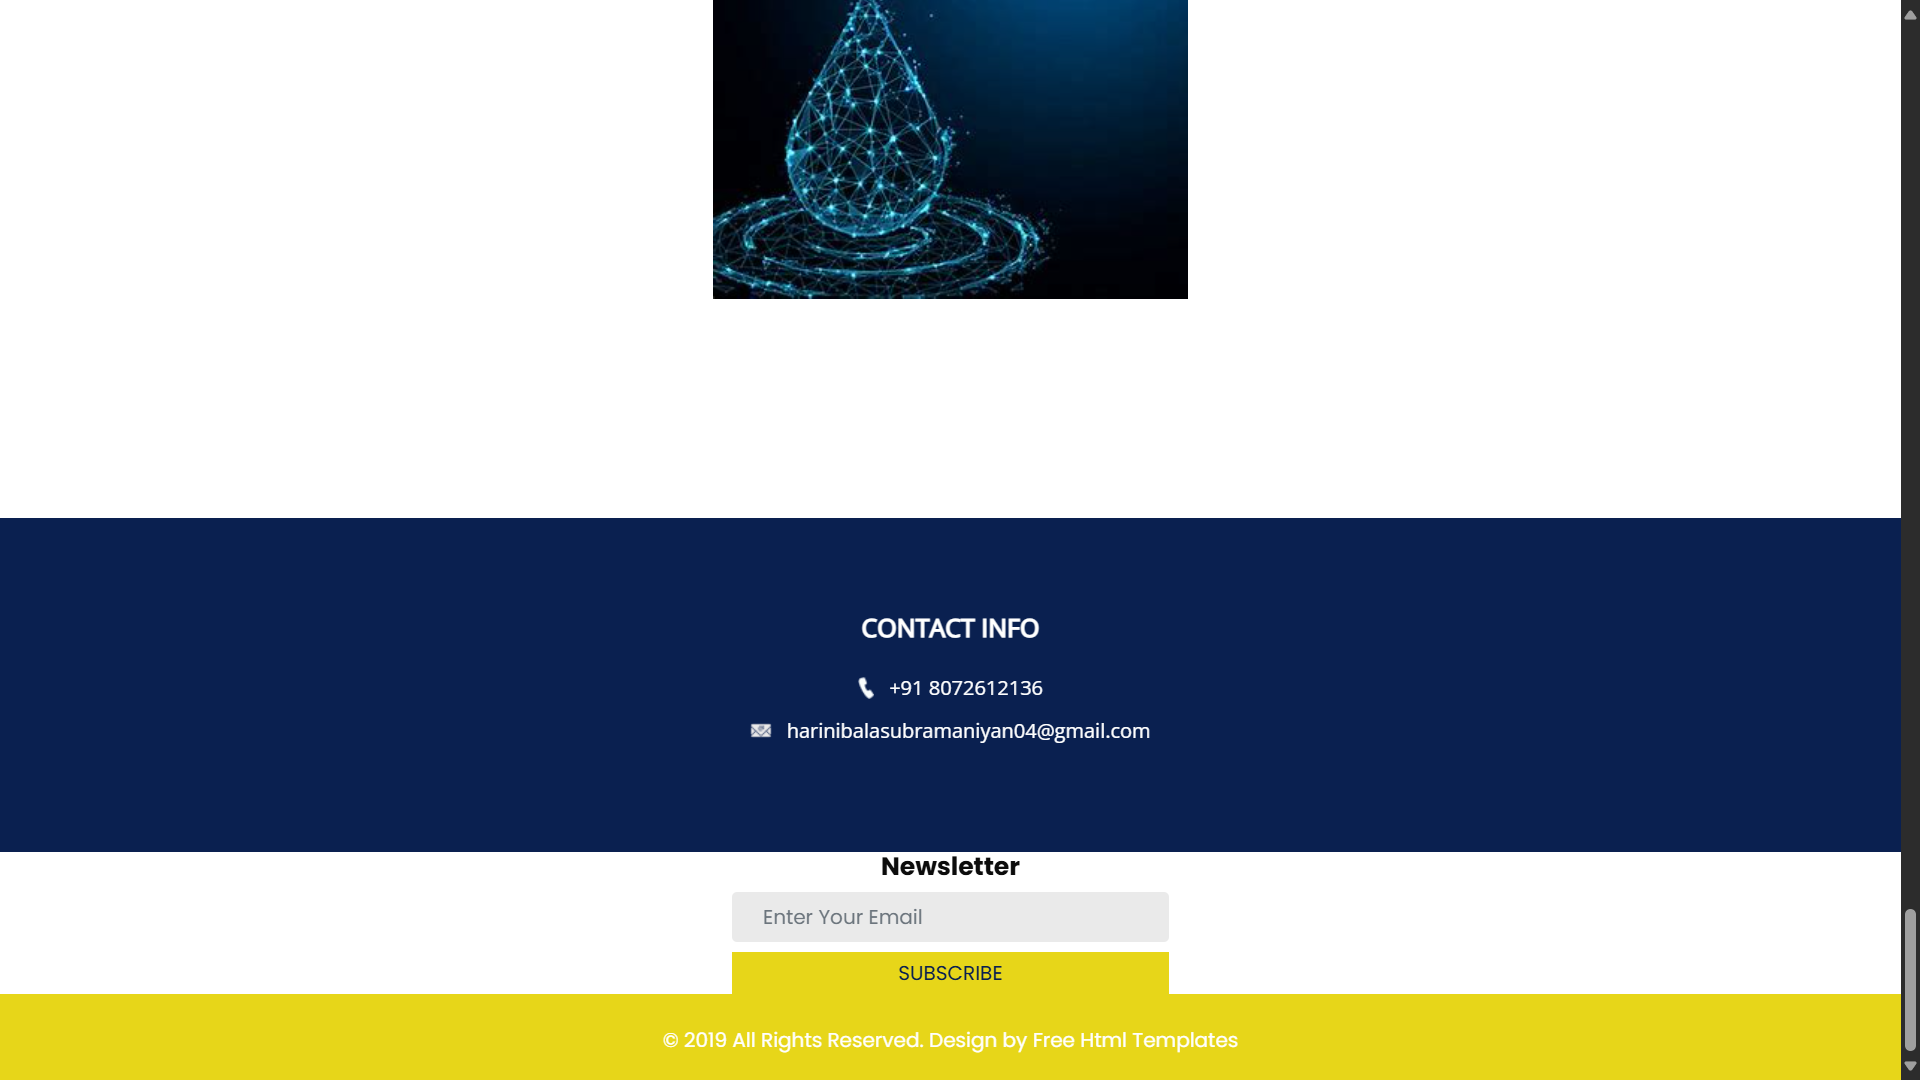 CONTACT INFO
+91 8072612136
harinibalasubramaniyan04@gmail.com
Newsletter
Enter Your Email
SUBSCRIBE
© 2019 All Rights Reserved. Design by Free Html Templates